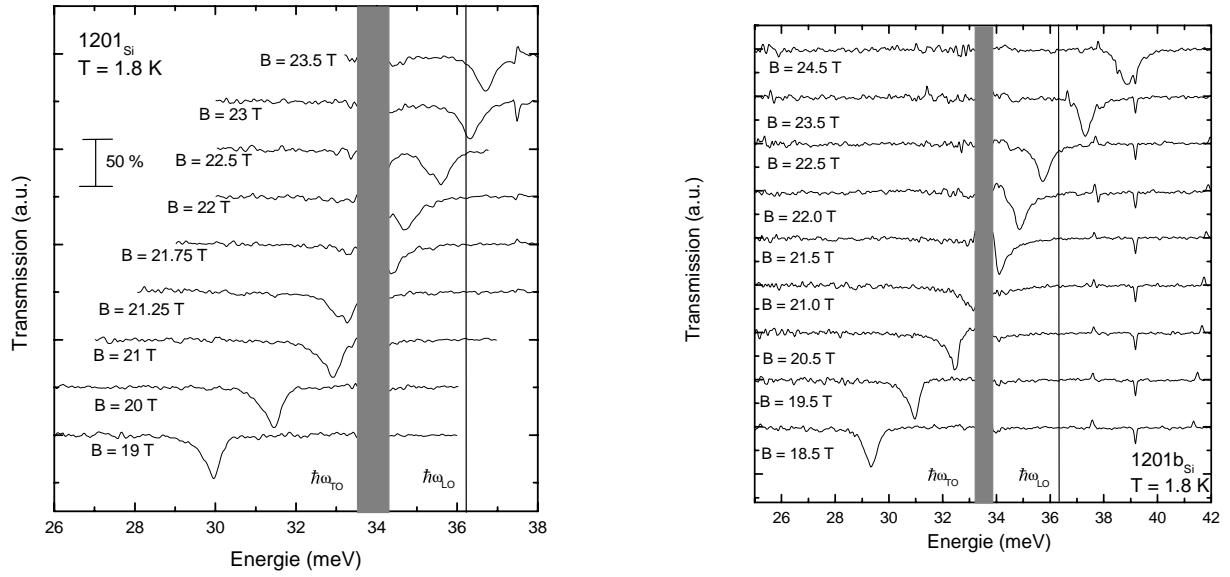 1201Si
T = 1.8 K
B = 23.5 T
B = 23 T
50 %
B = 22.5 T
B = 22 T
B = 21.75 T
B = 21.25 T
B = 21 T
B = 20 T
B = 19 T
ħωTO
ħωLO
Transmission (a.u.)
26 28 30 32 34 36 38
Energie (meV)
B = 24.5 T
B = 23.5 T
B = 22.5 T
B = 22.0 T
B = 21.5 T
B = 21.0 T
B = 20.5 T
B = 19.5 T
B = 18.5 T
ħωTO
ħωLO
1201bSi
T = 1.8 K
Transmission (a.u.)
26 28 30 32 34 36 38 40 42
Energie (meV)